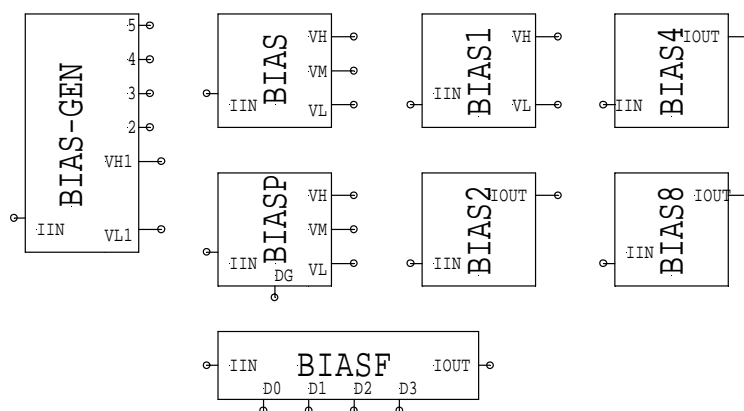 5
4
3
2
VH1
VL1
IIN
BIAS-GEN
VH
VM
VL
IIN
BIAS
VH
VL
IIN
BIAS1
IOUT
IIN
BIAS4
VH
VM
VL
IIN
DG
BIASP
IOUT
IIN
BIAS2
IOUT
IIN
BIAS8
IIN BIASF IOUT
D0 D1 D2 D3